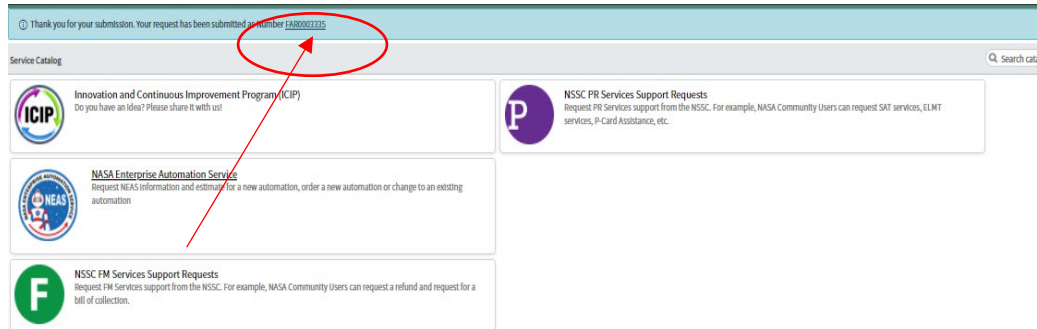 Thank you for your submission. Your request has been submitted as Number FAR0003335
Service Catalog
Search cata
ICIP
Innovation and Continuous Improvement Program (ICIP)
Do you have an Idea? Please share it with us!
P
NSSC PR Services Support Requests
Request PR Services support from the NSSC. For example, NASA Community Users can request SAT services, ELMT
services, P-Card Assistance, etc.
NASA ENTERPRISE AUTOMATION SERVICE
NEAS
NASA Enterprise Automation Service
Request NEAS Information and estimate for a new automation, order a new automation or change to an existing
automation
F
NSSC FM Services Support Requests
Request FM Services support from the NSSC. For example, NASA Community Users can request a refund and request for a
bill of collection.